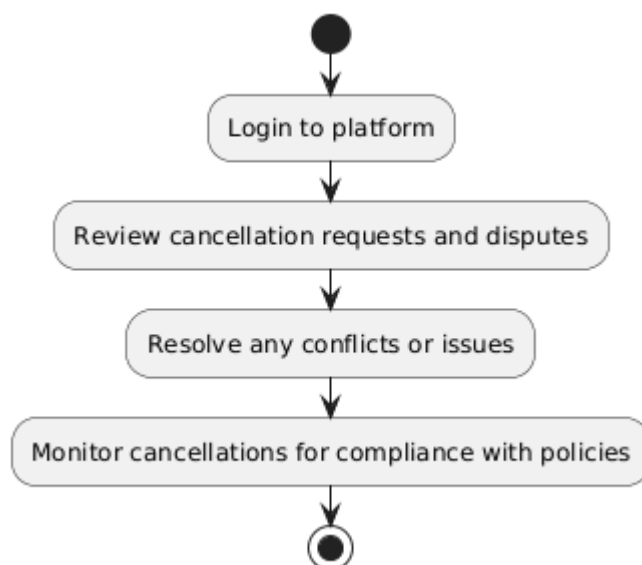 Login to platform
Review cancellation requests and disputes
Resolve any conflicts or issues
Monitor cancellations for compliance with policies